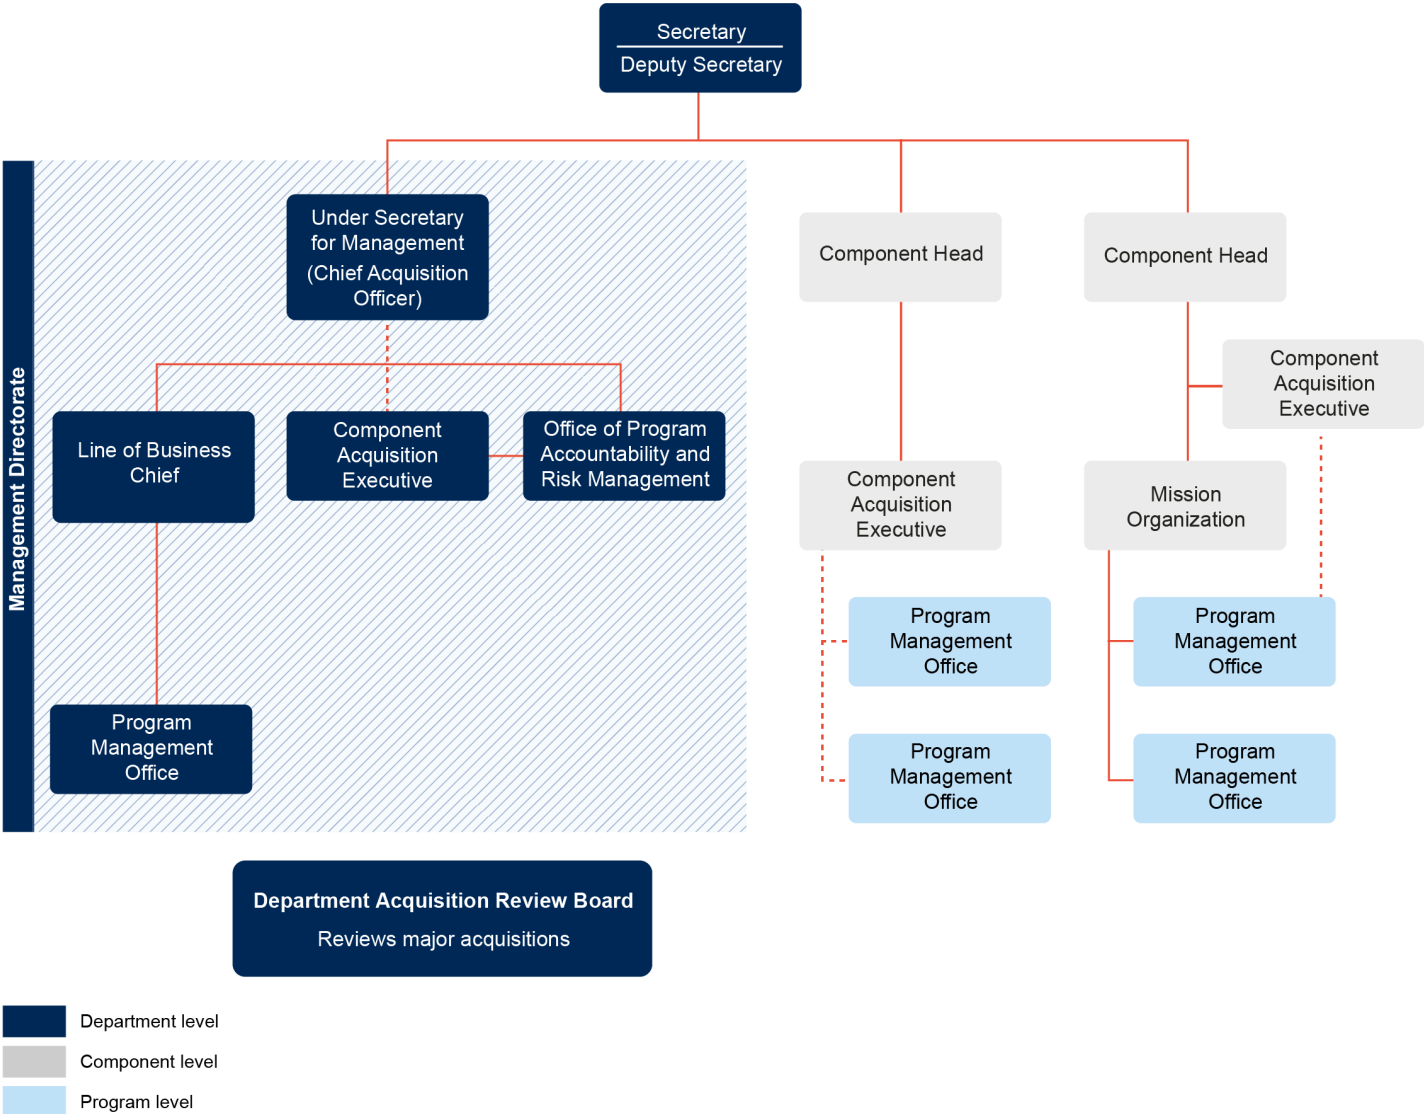 Secretary
Deputy Secretary
Management Directorate
Under Secretary
for Management
(Chief Acquisition
Officer)
Line of Business
Chief
Component
Acquisition
Executive
Office of Program
Accountability and
Risk Management
Program
Management
Office
Component Head
Component
Acquisition
Executive
Program
Management
Office
Program
Management
Office
Component Head
Component
Acquisition
Executive
Mission
Organization
Program
Management
Office
Program
Management
Office
Department Acquisition Review Board
Reviews major acquisitions
Department level
Component level
Program level